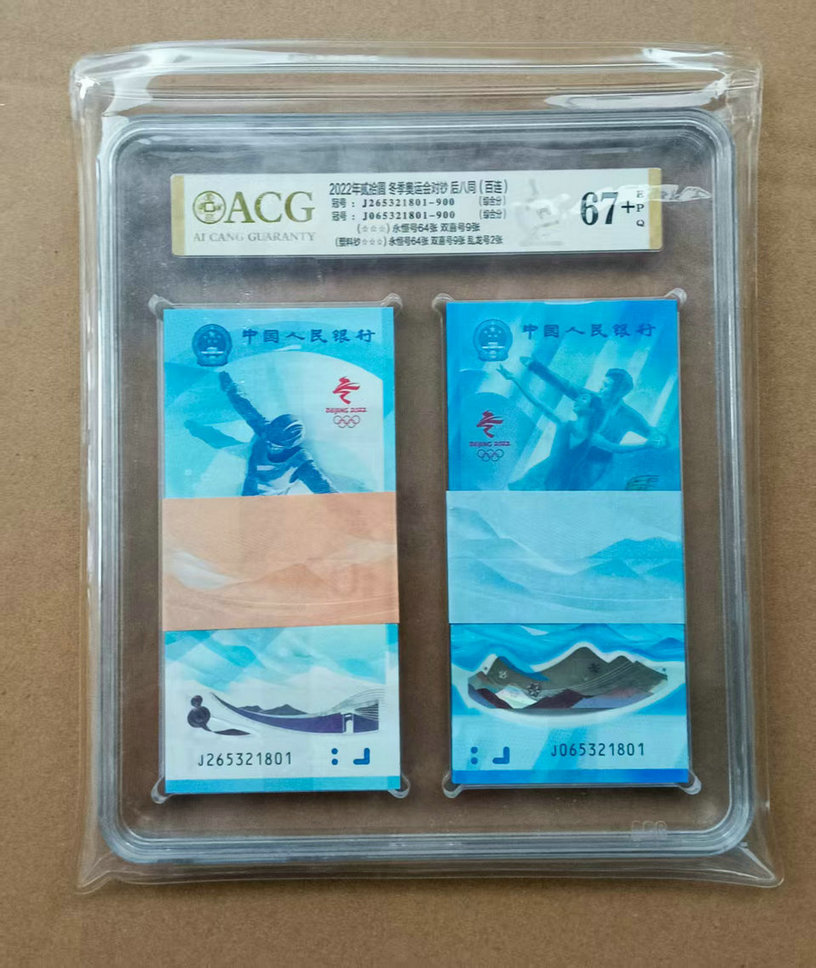 ACG
AI CANG GUARANTY
2022年贰拾圆 冬季奥运会对钞 后八同（百连）
冠号：J265321801-900 (综合分)
冠号：J065321801-900 (综合分)
(☆☆☆) 永恒号64张 双喜号9张
(塑料钞☆☆☆) 永恒号64张 双喜号9张 乱龙号2张
67+
EPQ
中国人民银行
BEIJING 2022
J265321801
中国人民银行
BEIJING 2022
J065321801